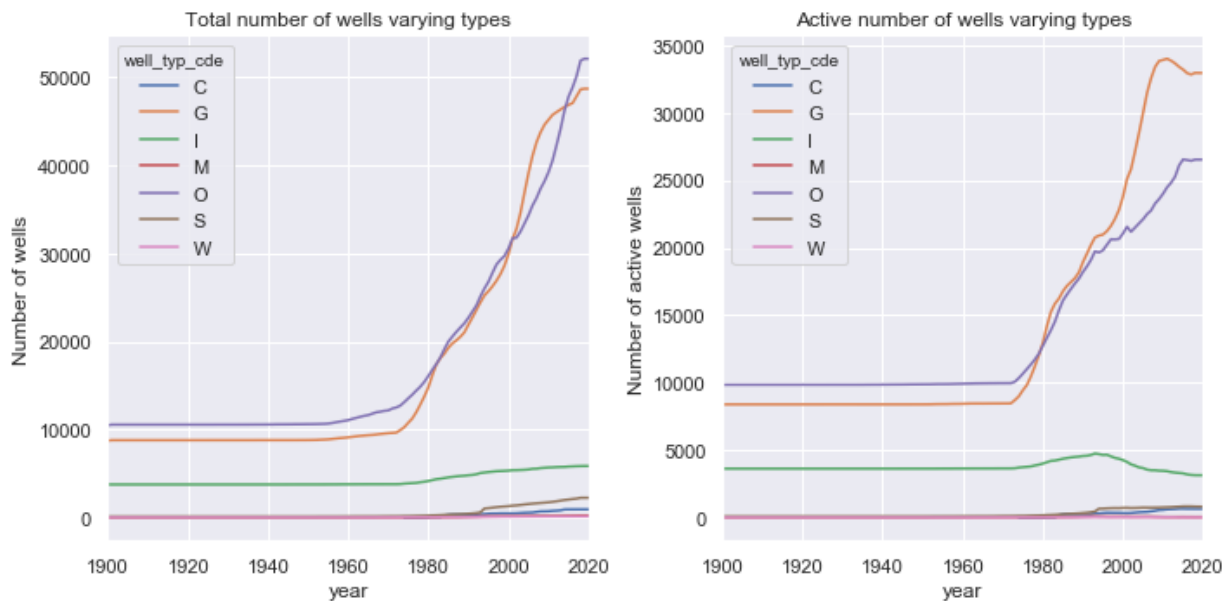 Total number of wells varying types
well_typ_cde
C
G
I
M
O
S
W
Number of wells
50000
40000
30000
20000
10000
0
1900 1920 1940 1960 1980 2000 2020
year
Active number of wells varying types
well_typ_cde
C
G
I
M
O
S
W
Number of active wells
35000
30000
25000
20000
15000
10000
5000
0
1900 1920 1940 1960 1980 2000 2020
year